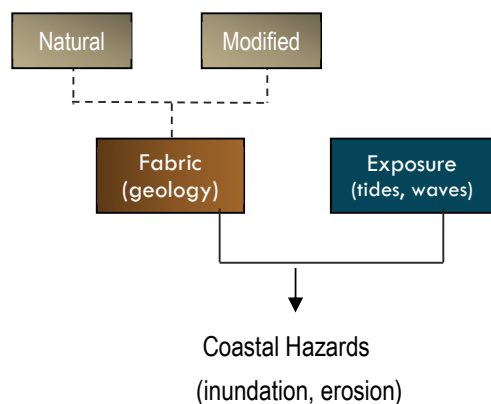 Natural
Modified
Fabric
(geology)
Exposure
(tides, waves)
Coastal Hazards
(inundation, erosion)